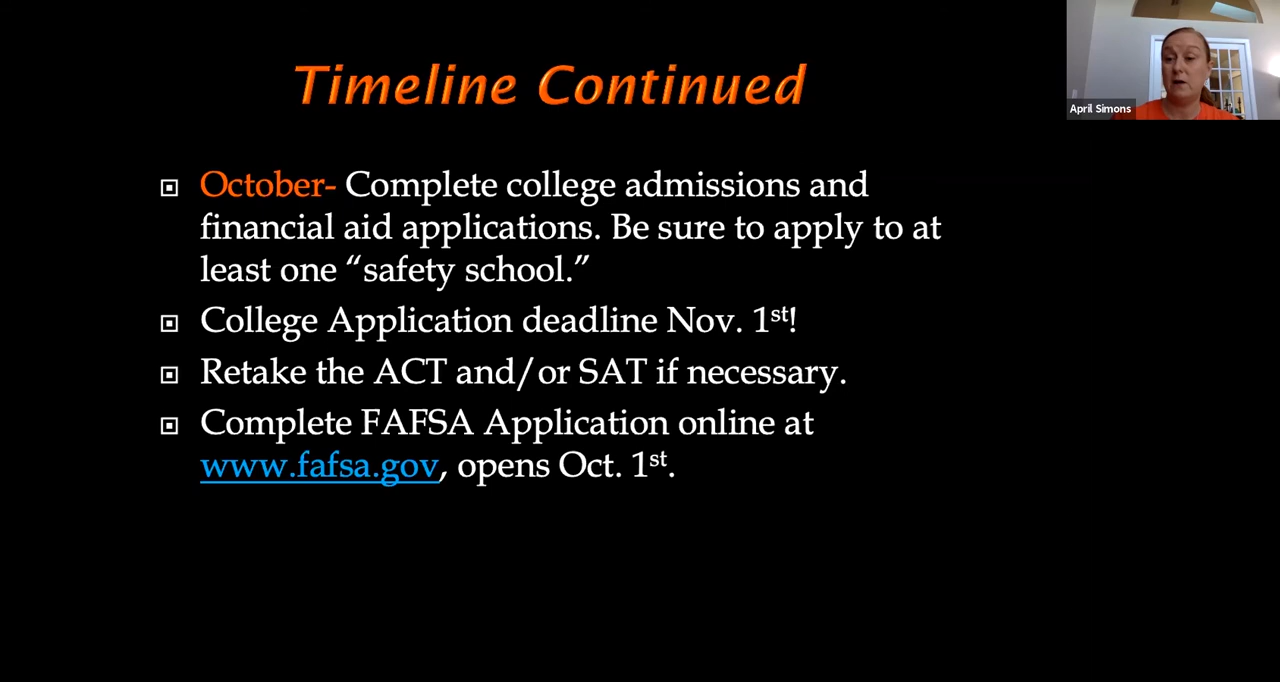 Timeline Continued
April Simons
October- Complete college admissions and
financial aid applications. Be sure to apply to at
least one “safety school.”
College Application deadline Nov. 1st!
Retake the ACT and/or SAT if necessary.
Complete FAFSA Application online at
www.fafsa.gov, opens Oct. 1st.